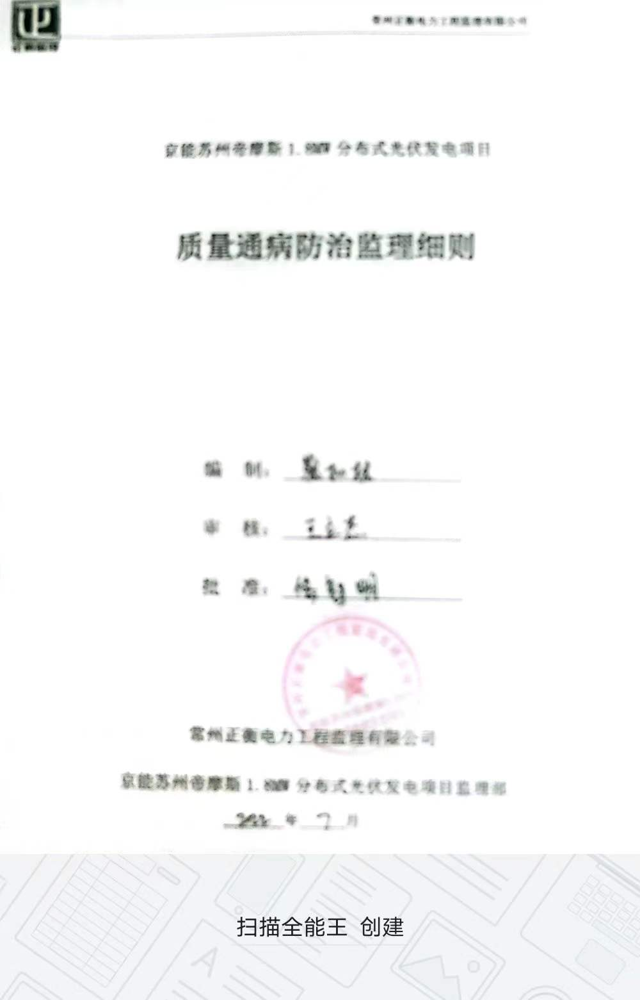 常州正衡电力工程监理有限公司
京能苏州帝摩斯1.8MW分布式光伏发电项目
质量通病防治监理细则
编 制：
审 核：王立杰
批 准：
常州正衡电力工程监理有限公司
京能苏州帝摩斯1.8MW分布式光伏发电项目监理部
年 7 月
扫描全能王 创建